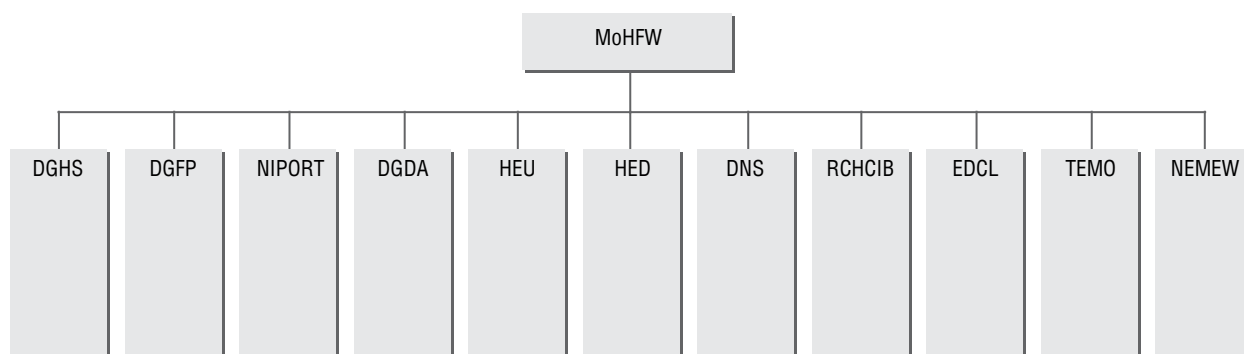 MoHFW
DGHS
DGFP
NIPORT
DGDA
HEU
HED
DNS
RCHCIB
EDCL
TEMO
NEMEW